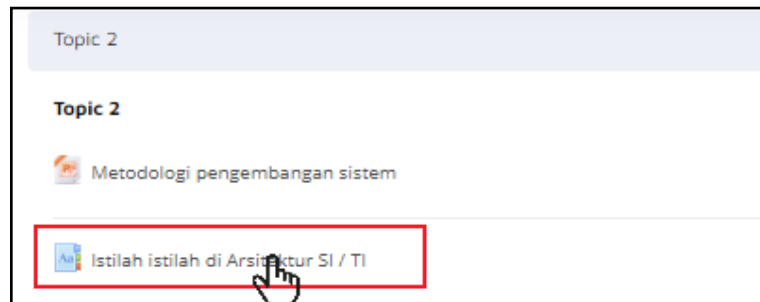 Topic 2
Topic 2
Metodologi pengembangan sistem
Istilah istilah di Arsitektur SI / TI